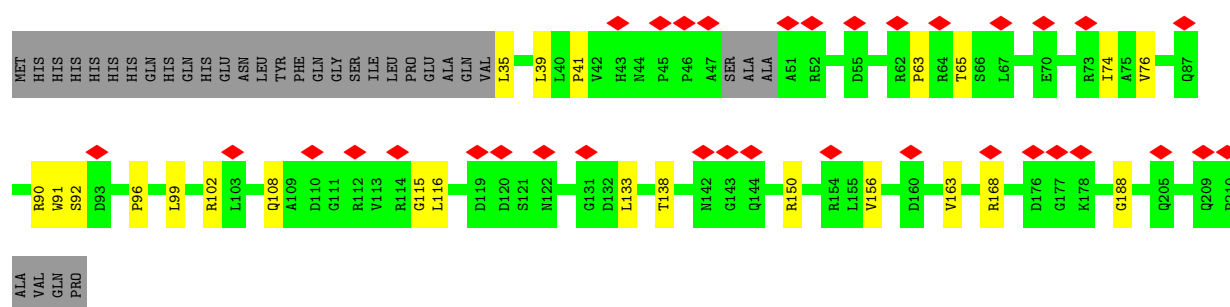 MET HIS HIS HIS HIS HIS HIS GLN HIS GLN HIS GLU ASN LEU TYR PHE GLN GLY SER ILE LEU PRO GLU ALA GLN VAL L35 L39 L40 P41 V42 H43 N44 P45 P46 A47 SER ALA ALA A51 R52 D55 R62 P63 R64 T65 S66 L67 E70 R73 I74 A75 V76 Q87
R90 W91 S92 D93 P96 L99 R102 L103 Q108 A109 D110 G111 R112 V113 R114 G115 L116 D119 D120 S121 N122 G131 D132 L133 T138 N142 G143 Q144 R150 R154 L155 V156 D160 V163 R168 D176 G177 K178 G188 Q205 Q209
ALA VAL GLN PRO